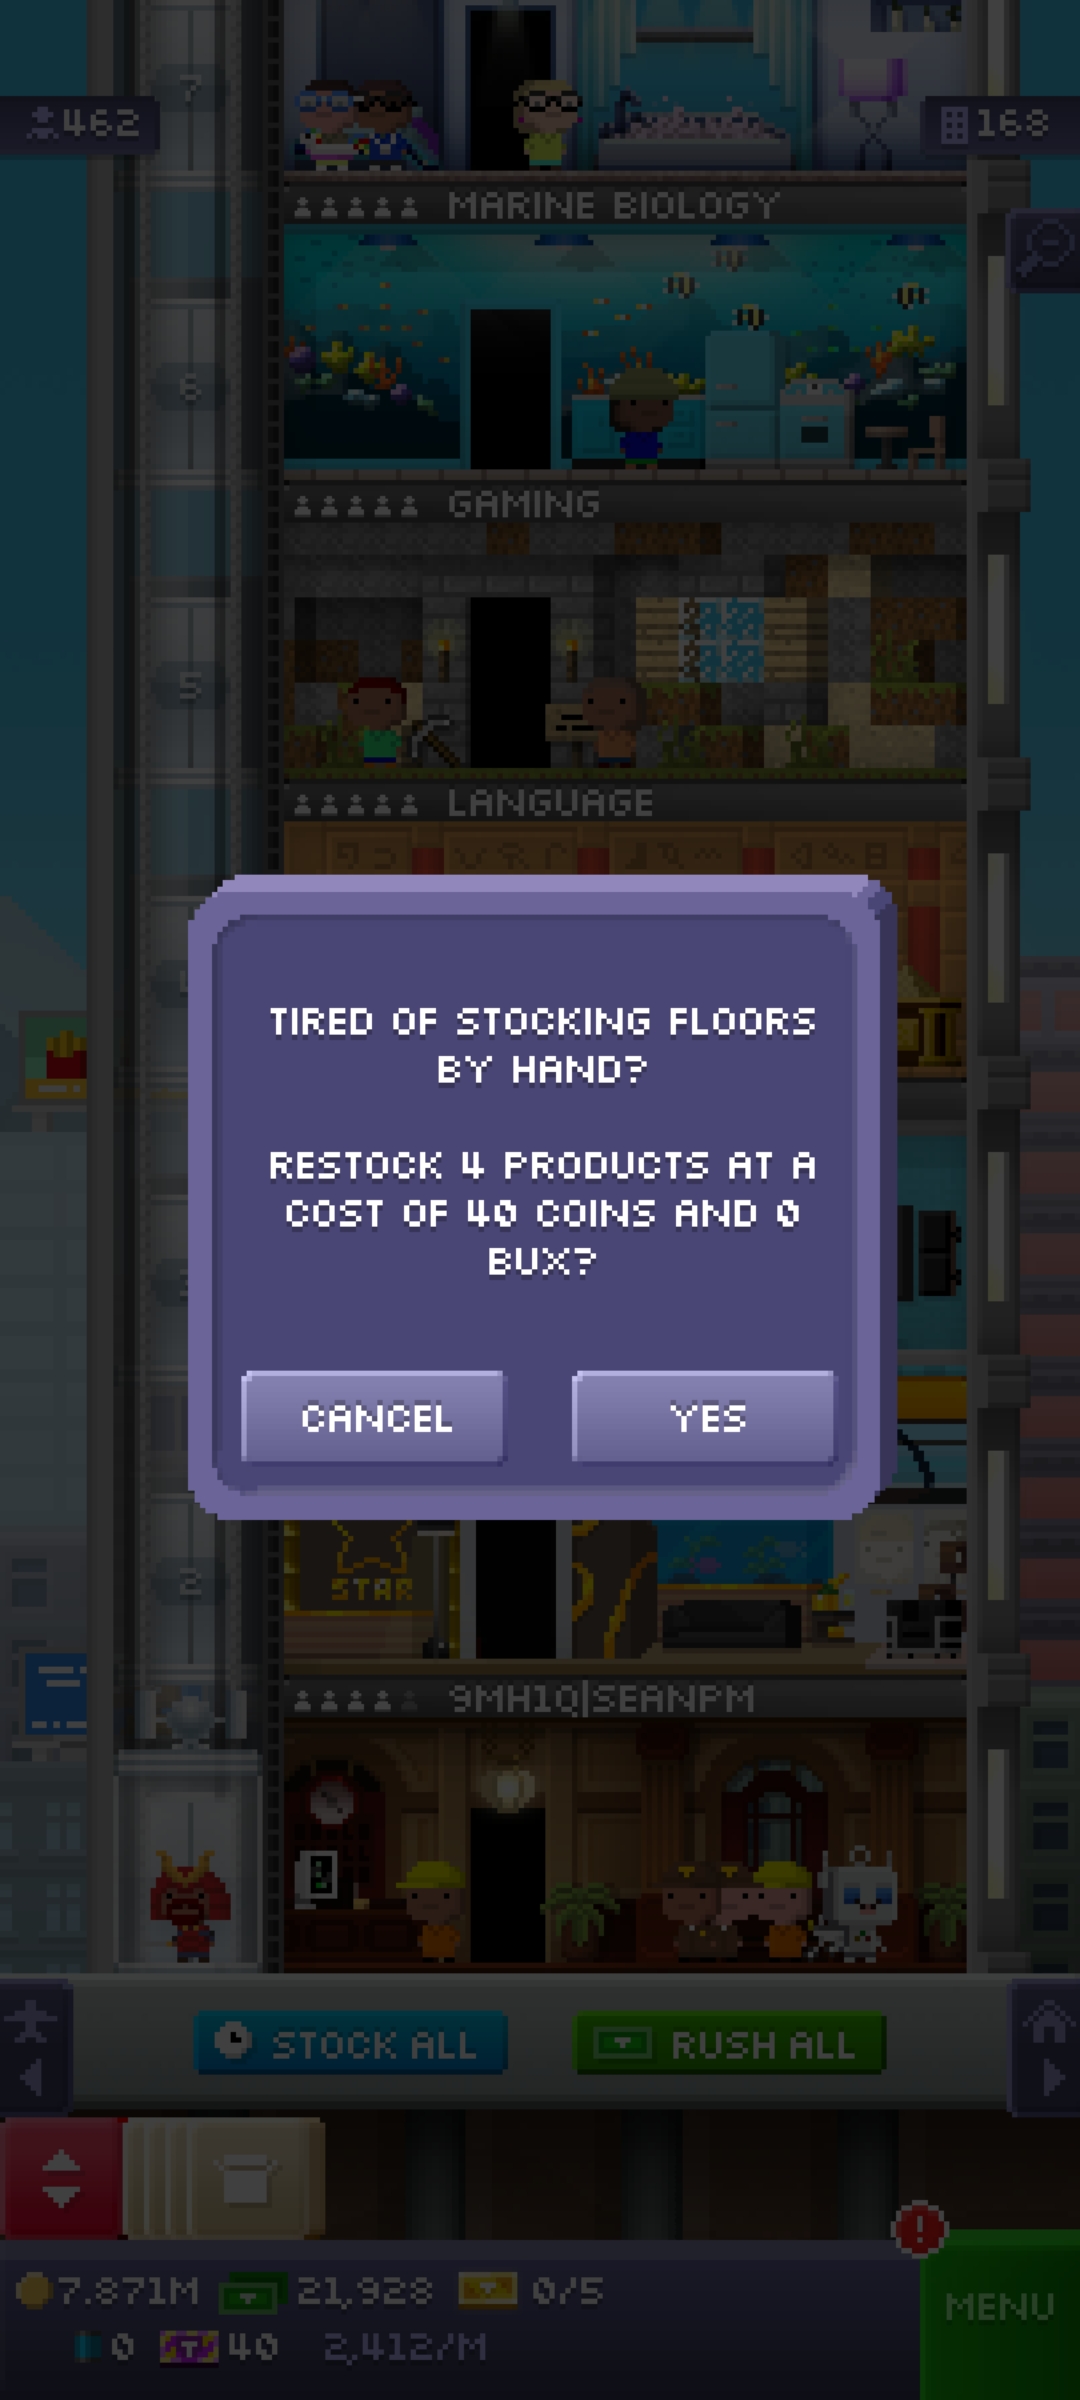 7
462
168
MARINE BIOLOGY
6
GAMING
5
LANGUAGE
TIRED OF STOCKING FLOORS
BY HAND?
RESTOCK 4 PRODUCTS AT A
COST OF 40 COINS AND 0
BUX?
CANCEL
YES
2
STAR
9MH1Q|SEANPM
STOCK ALL
RUSH ALL
7.871M
21,928
0/5
MENU
0
40
2,412/M